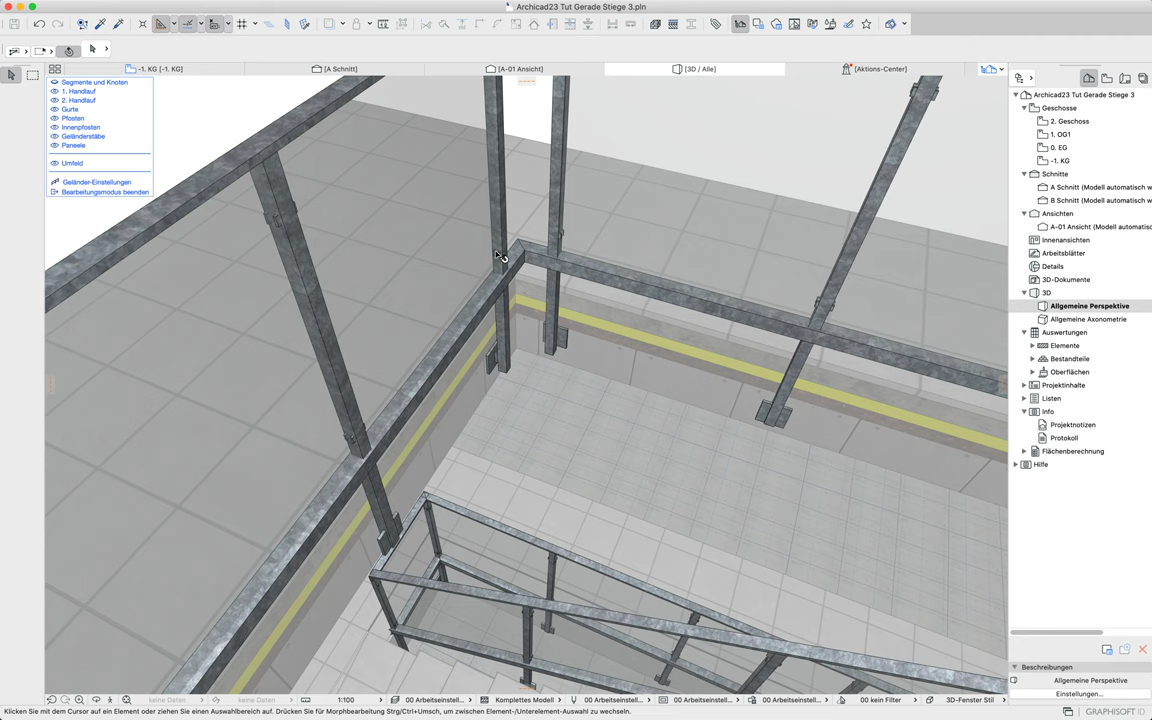 Archicad23 Tut Gerade Stiege 3.pln
-1. KG [-1. KG]
[A Schnitt]
[A-01 Ansicht]
[3D / Alle]
[Aktions-Center]
Segmente und Knoten
1. Handlauf
2. Handlauf
Gurte
Pfosten
Innenpfosten
Geländerstäbe
Paneele
Umfeld
Geländer-Einstellungen
Bearbeitungsmodus beenden
Archicad23 Tut Gerade Stiege 3
Geschosse
2. Geschoss
1. OG1
0. EG
-1. KG
Schnitte
A Schnitt (Modell automatisch w
B Schnitt (Modell automatisch w
Ansichten
A-01 Ansicht (Modell automatisc
Innenansichten
Arbeitsblätter
Details
3D-Dokumente
3D
Allgemeine Perspektive
Allgemeine Axonometrie
Auswertungen
Elemente
Bestandteile
Oberflächen
Projektinhalte
Listen
Info
Projektnotizen
Protokoll
Flächenberechnung
Hilfe
Beschreibungen
Allgemeine Perspektive
Einstellungen...
keine Daten
keine Daten
1:100
00 Arbeitseinstell...
Komplettes Modell
00 Arbeitseinstell...
00 Arbeitseinstell...
00 Arbeitseinstell...
00 kein Filter
3D-Fenster Stil
Klicken Sie mit dem Cursor auf ein Element oder ziehen Sie einen Auswahlbereich auf. Drücken Sie für Morphbearbeitung Strg/Ctrl+Umsch, um zwischen Element-/Unterelement-Auswahl zu wechseln.
GRAPHISOFT iD